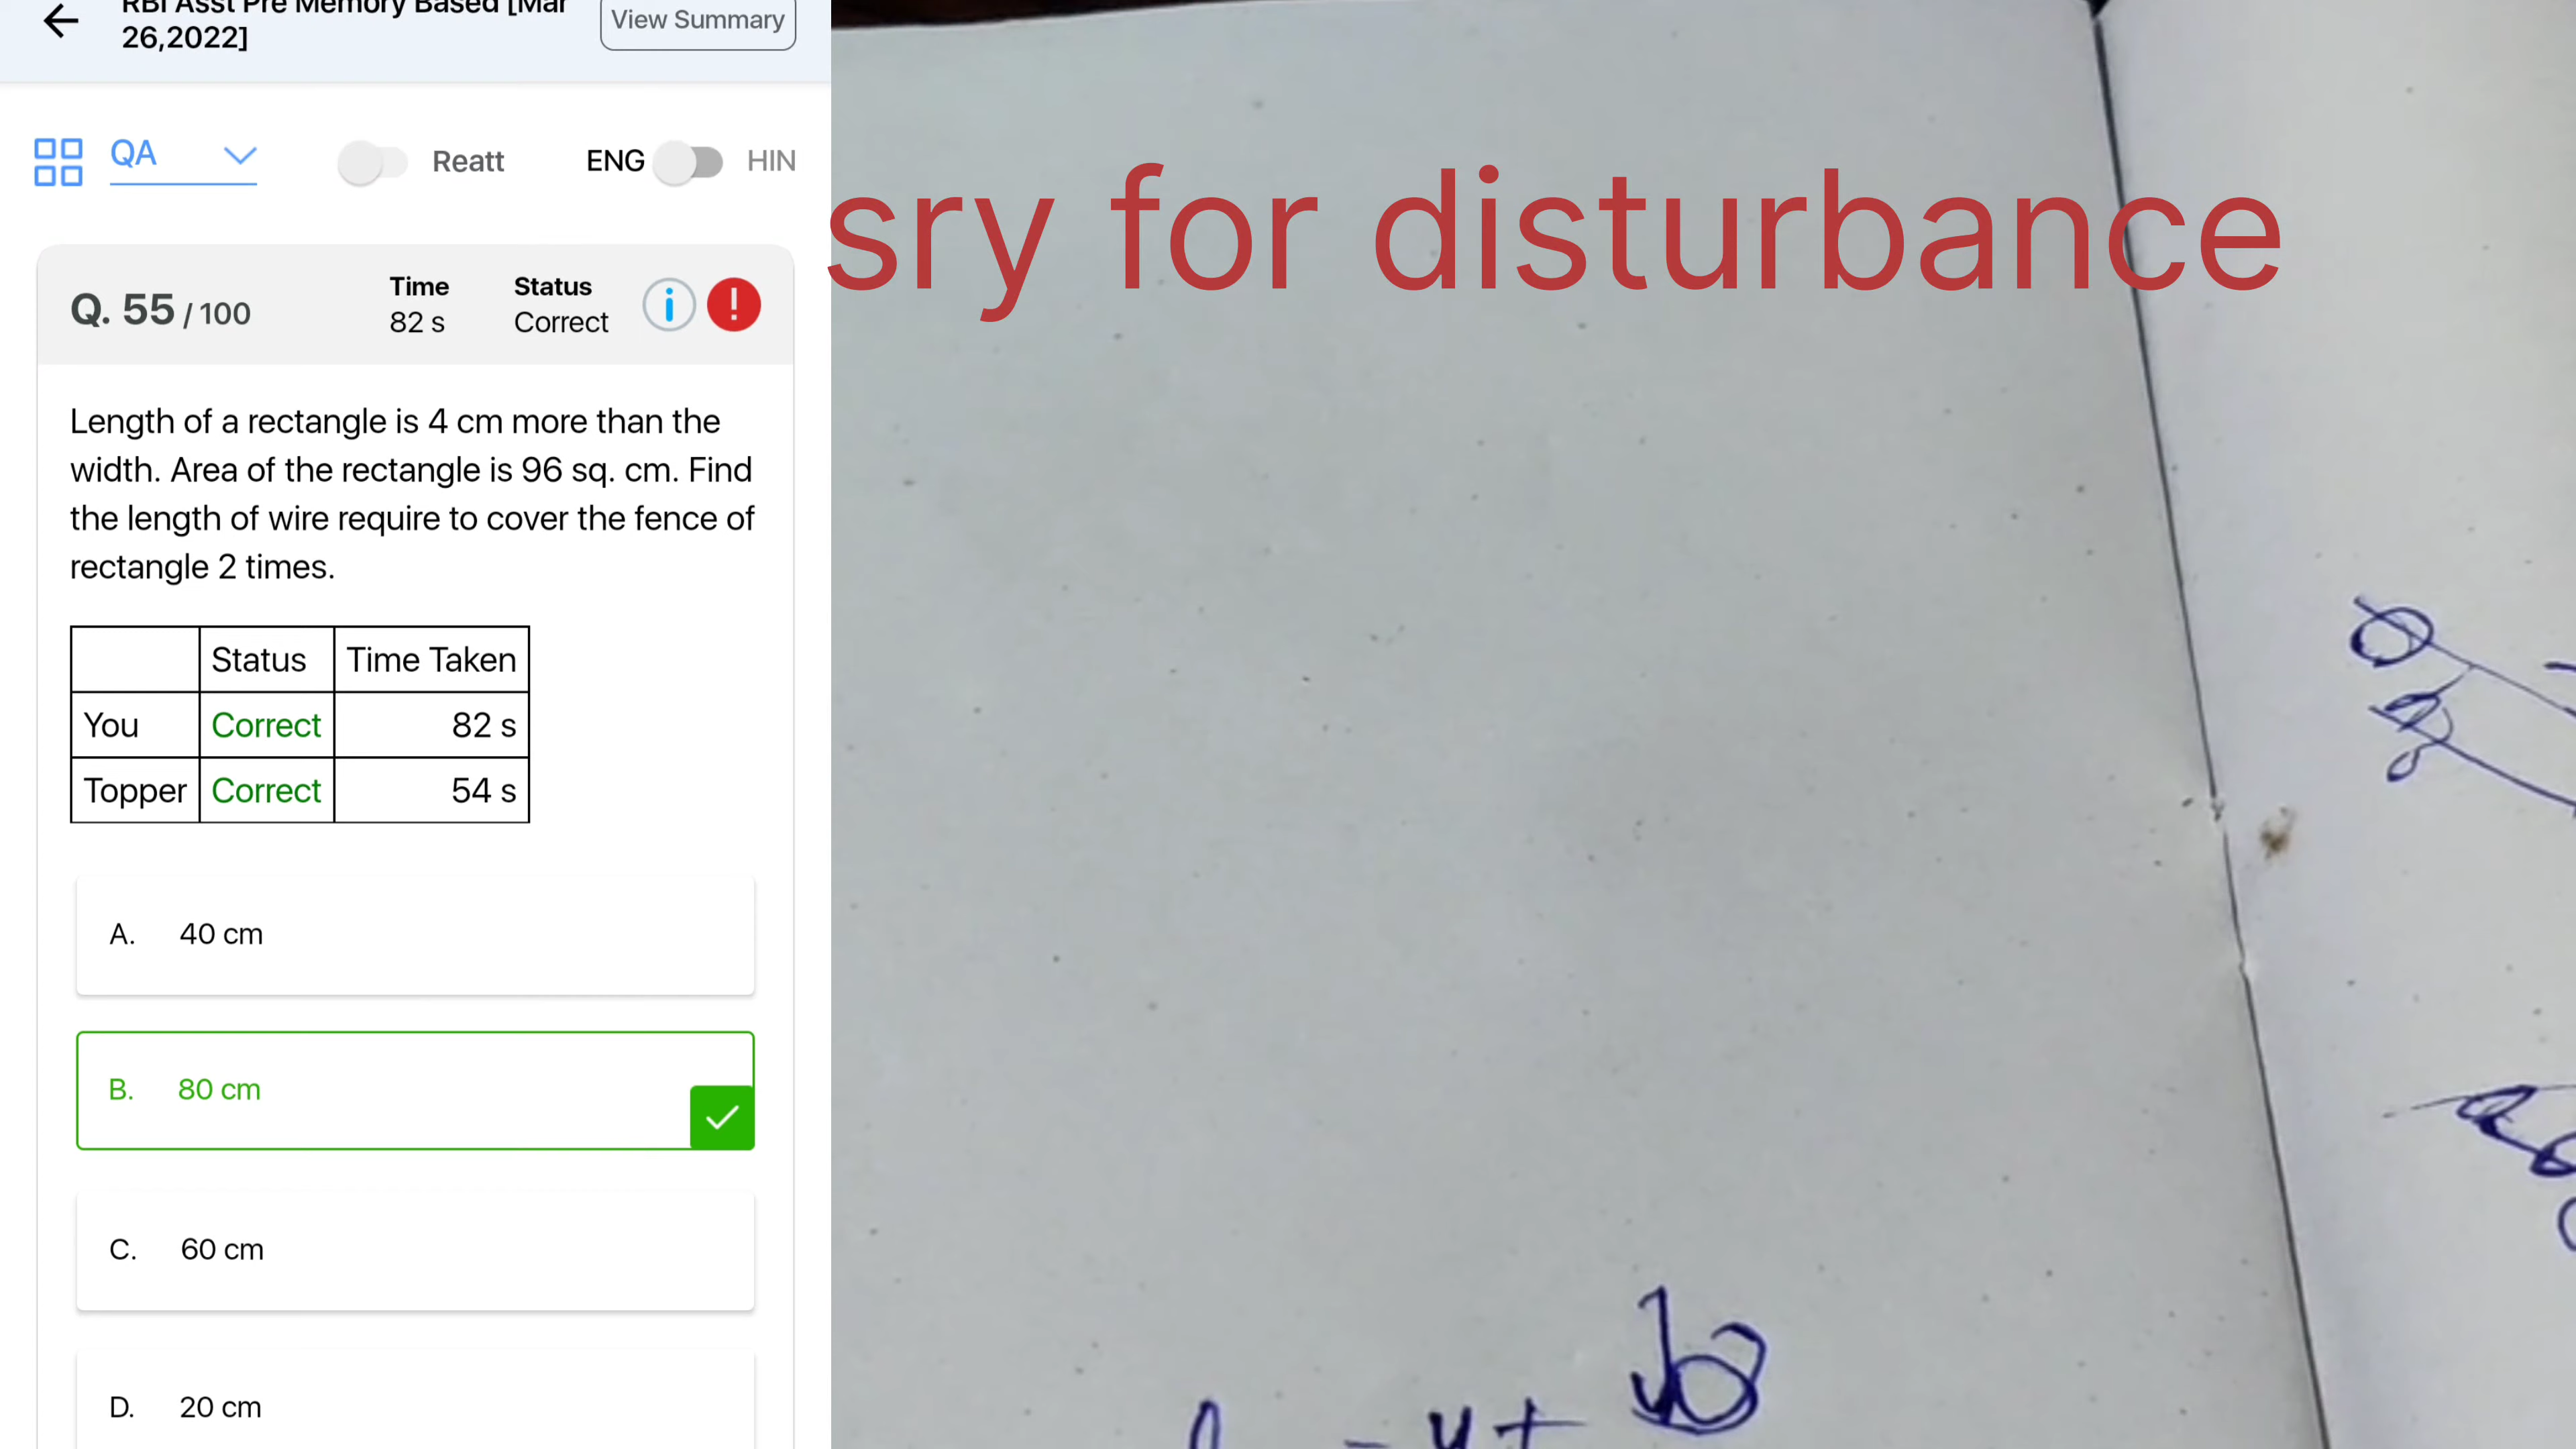 RBI Asst Pre Memory Based [Mar
26,2022]
View Summary
QA
Reatt
ENG
HIN
sry for disturbance
Q. 55 / 100
Time
82 s
Status
Correct
Length of a rectangle is 4 cm more than the
width. Area of the rectangle is 96 sq. cm. Find
the length of wire require to cover the fence of
rectangle 2 times.
Status Time Taken
You Correct 82 s
Topper Correct 54 s
A. 40 cm
B. 80 cm
C. 60 cm
D. 20 cm